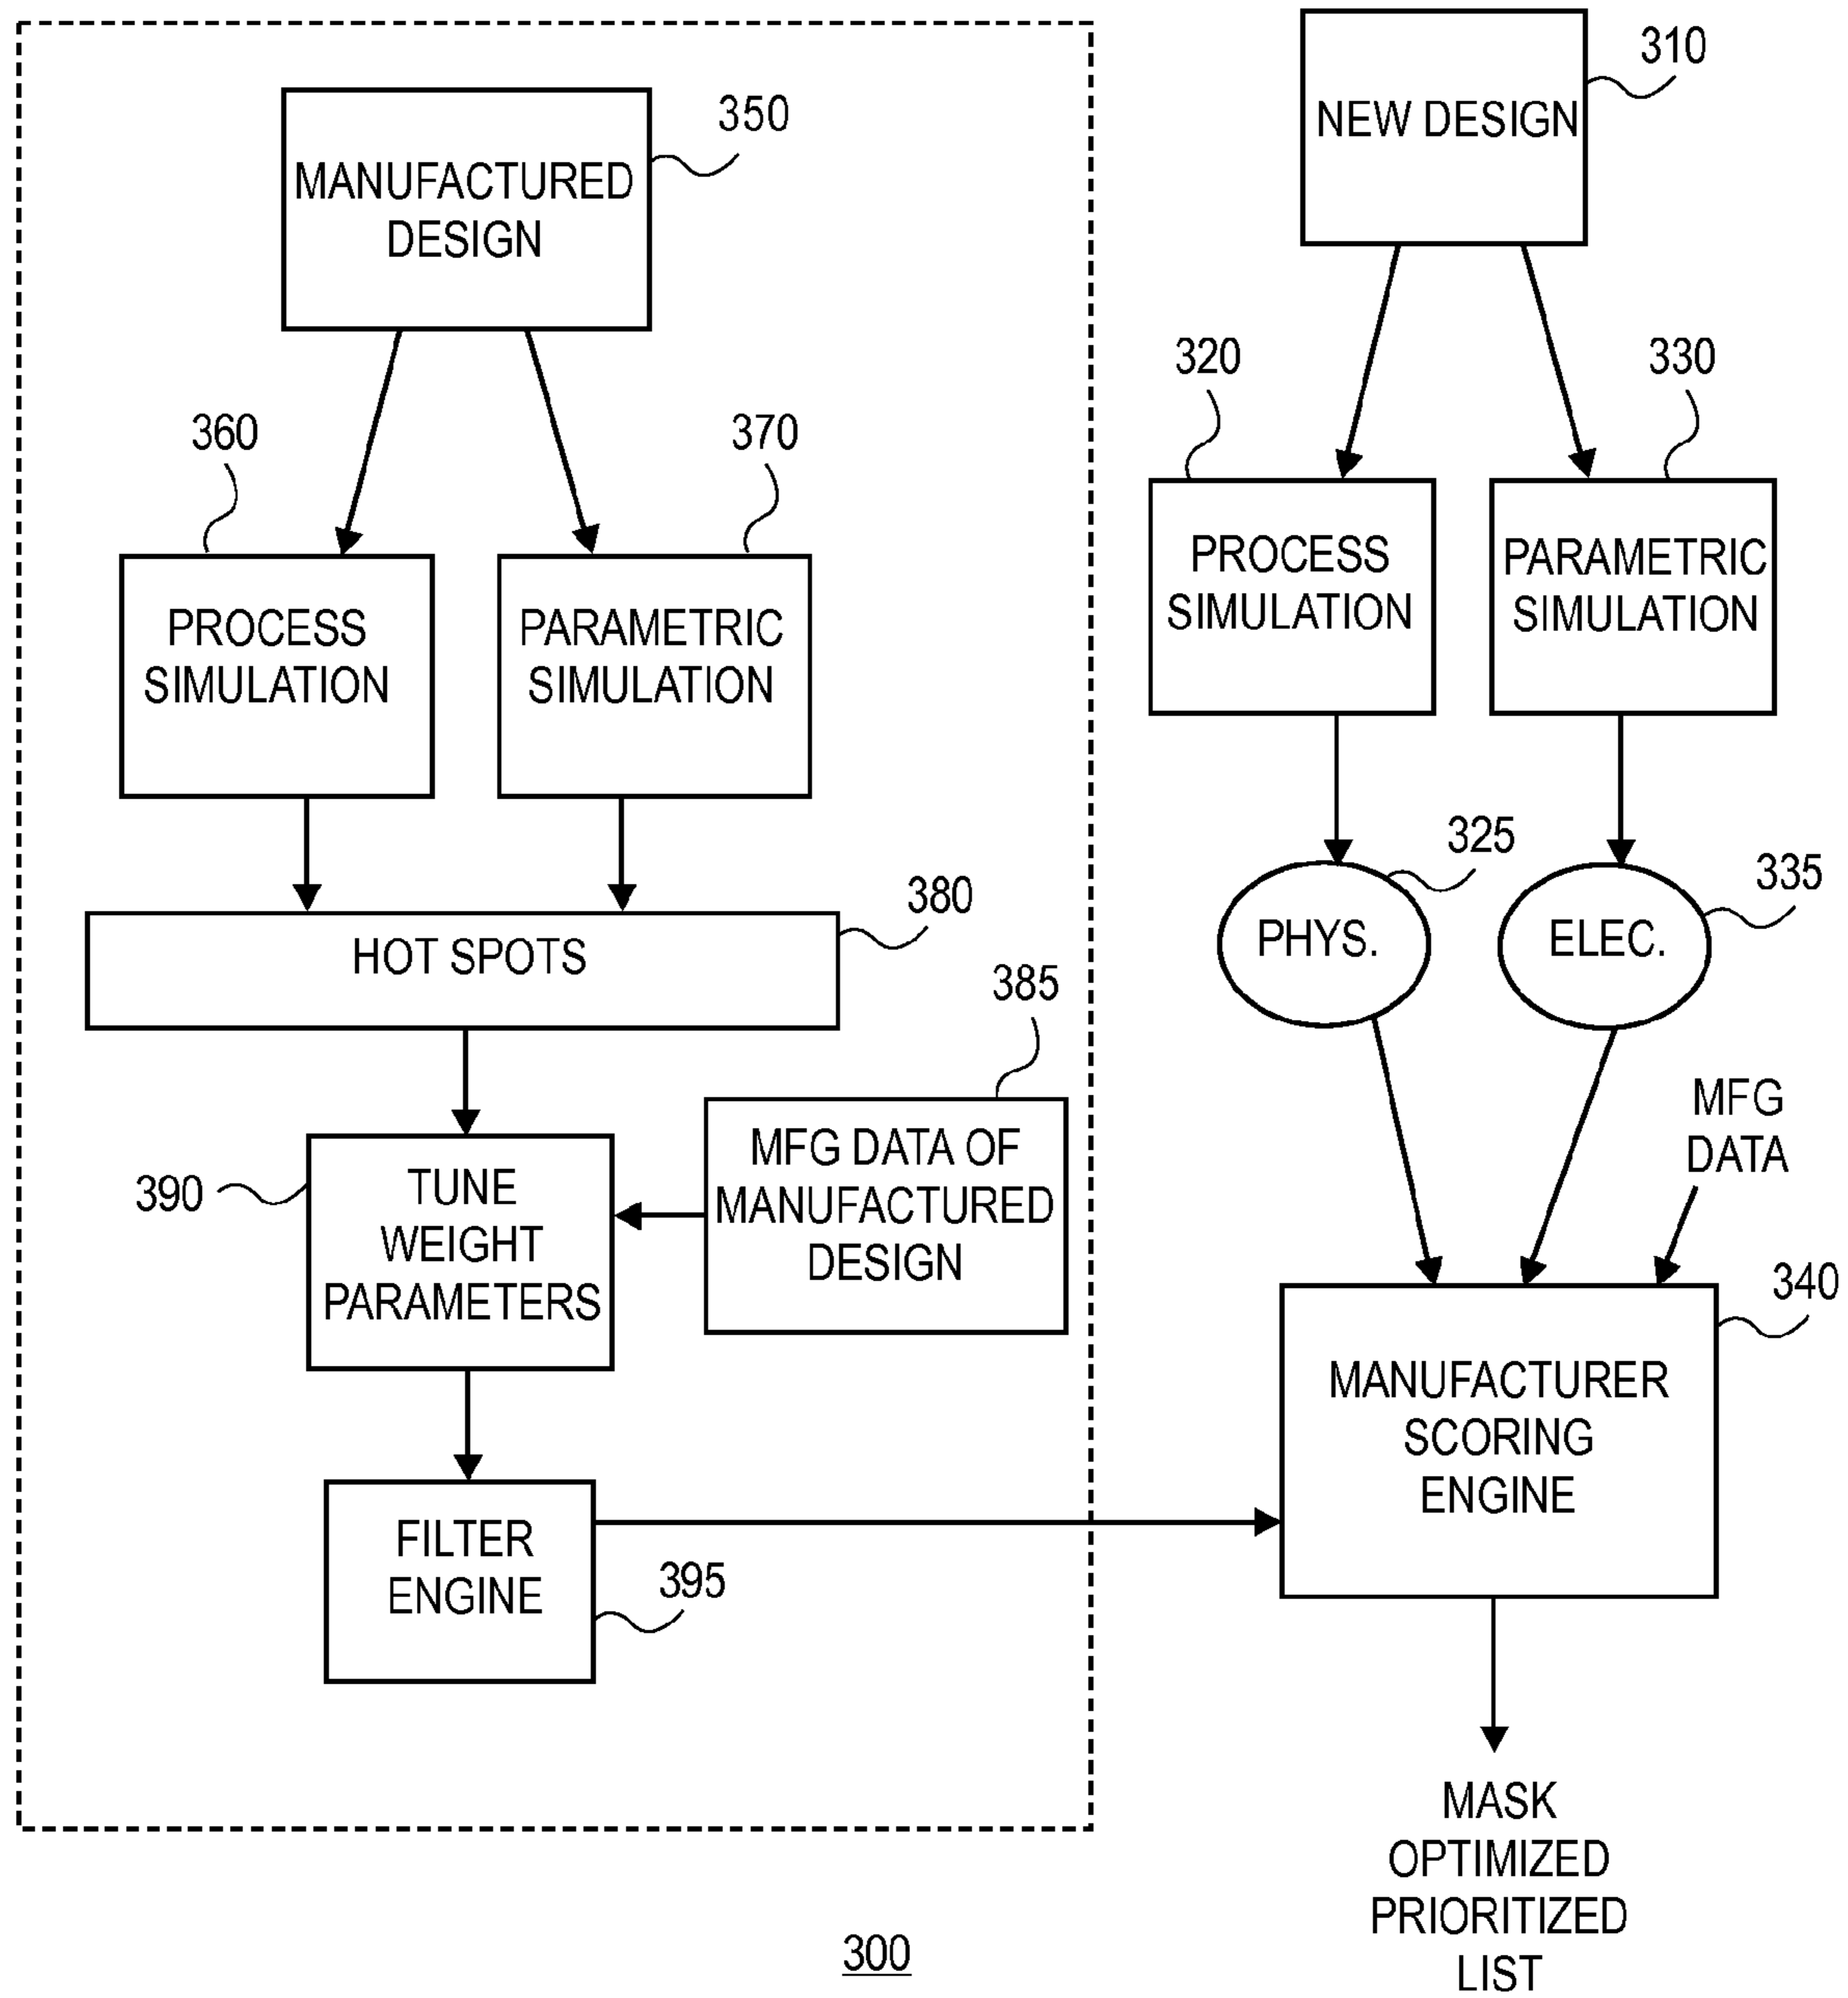 350
MANUFACTURED
DESIGN
360
370
PROCESS
SIMULATION
PARAMETRIC
SIMULATION
380
HOT SPOTS
385
MFG DATA OF
MANUFACTURED
DESIGN
390
TUNE
WEIGHT
PARAMETERS
FILTER
ENGINE
395
310
NEW DESIGN
320
330
PROCESS
SIMULATION
PARAMETRIC
SIMULATION
325
335
PHYS.
ELEC.
MFG
DATA
340
MANUFACTURER
SCORING
ENGINE
MASK
OPTIMIZED
PRIORITIZED
LIST
300